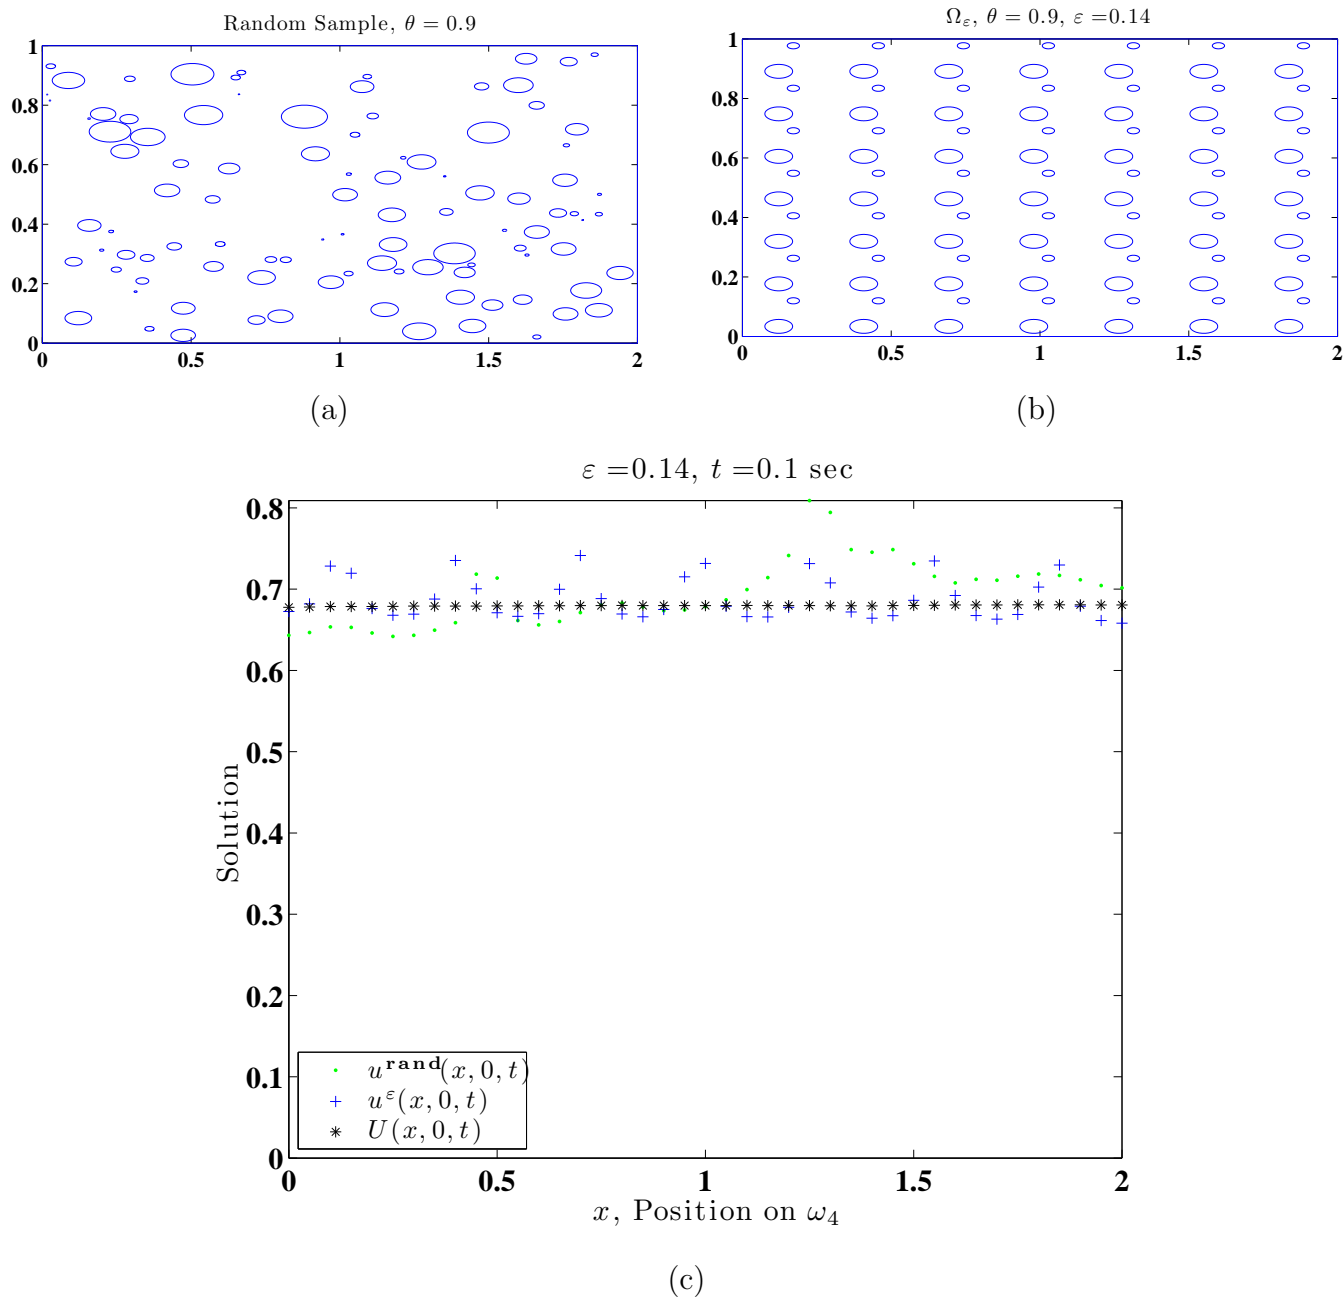 Random Sample, θ = 0.9
1
0.8
0.6
0.4
0.2
0
0 0.5 1 1.5 2
(a)
Ω_ε, θ = 0.9, ε =0.14
1
0.8
0.6
0.4
0.2
0
0 0.5 1 1.5 2
(b)
ε =0.14, t =0.1 sec
0.8
0.7
0.6
0.5
0.4
0.3
0.2
0.1
0
Solution
u^rand(x, 0, t)
u^ε(x, 0, t)
U(x, 0, t)
0 0.5 1 1.5 2
x, Position on ω₄
(c)